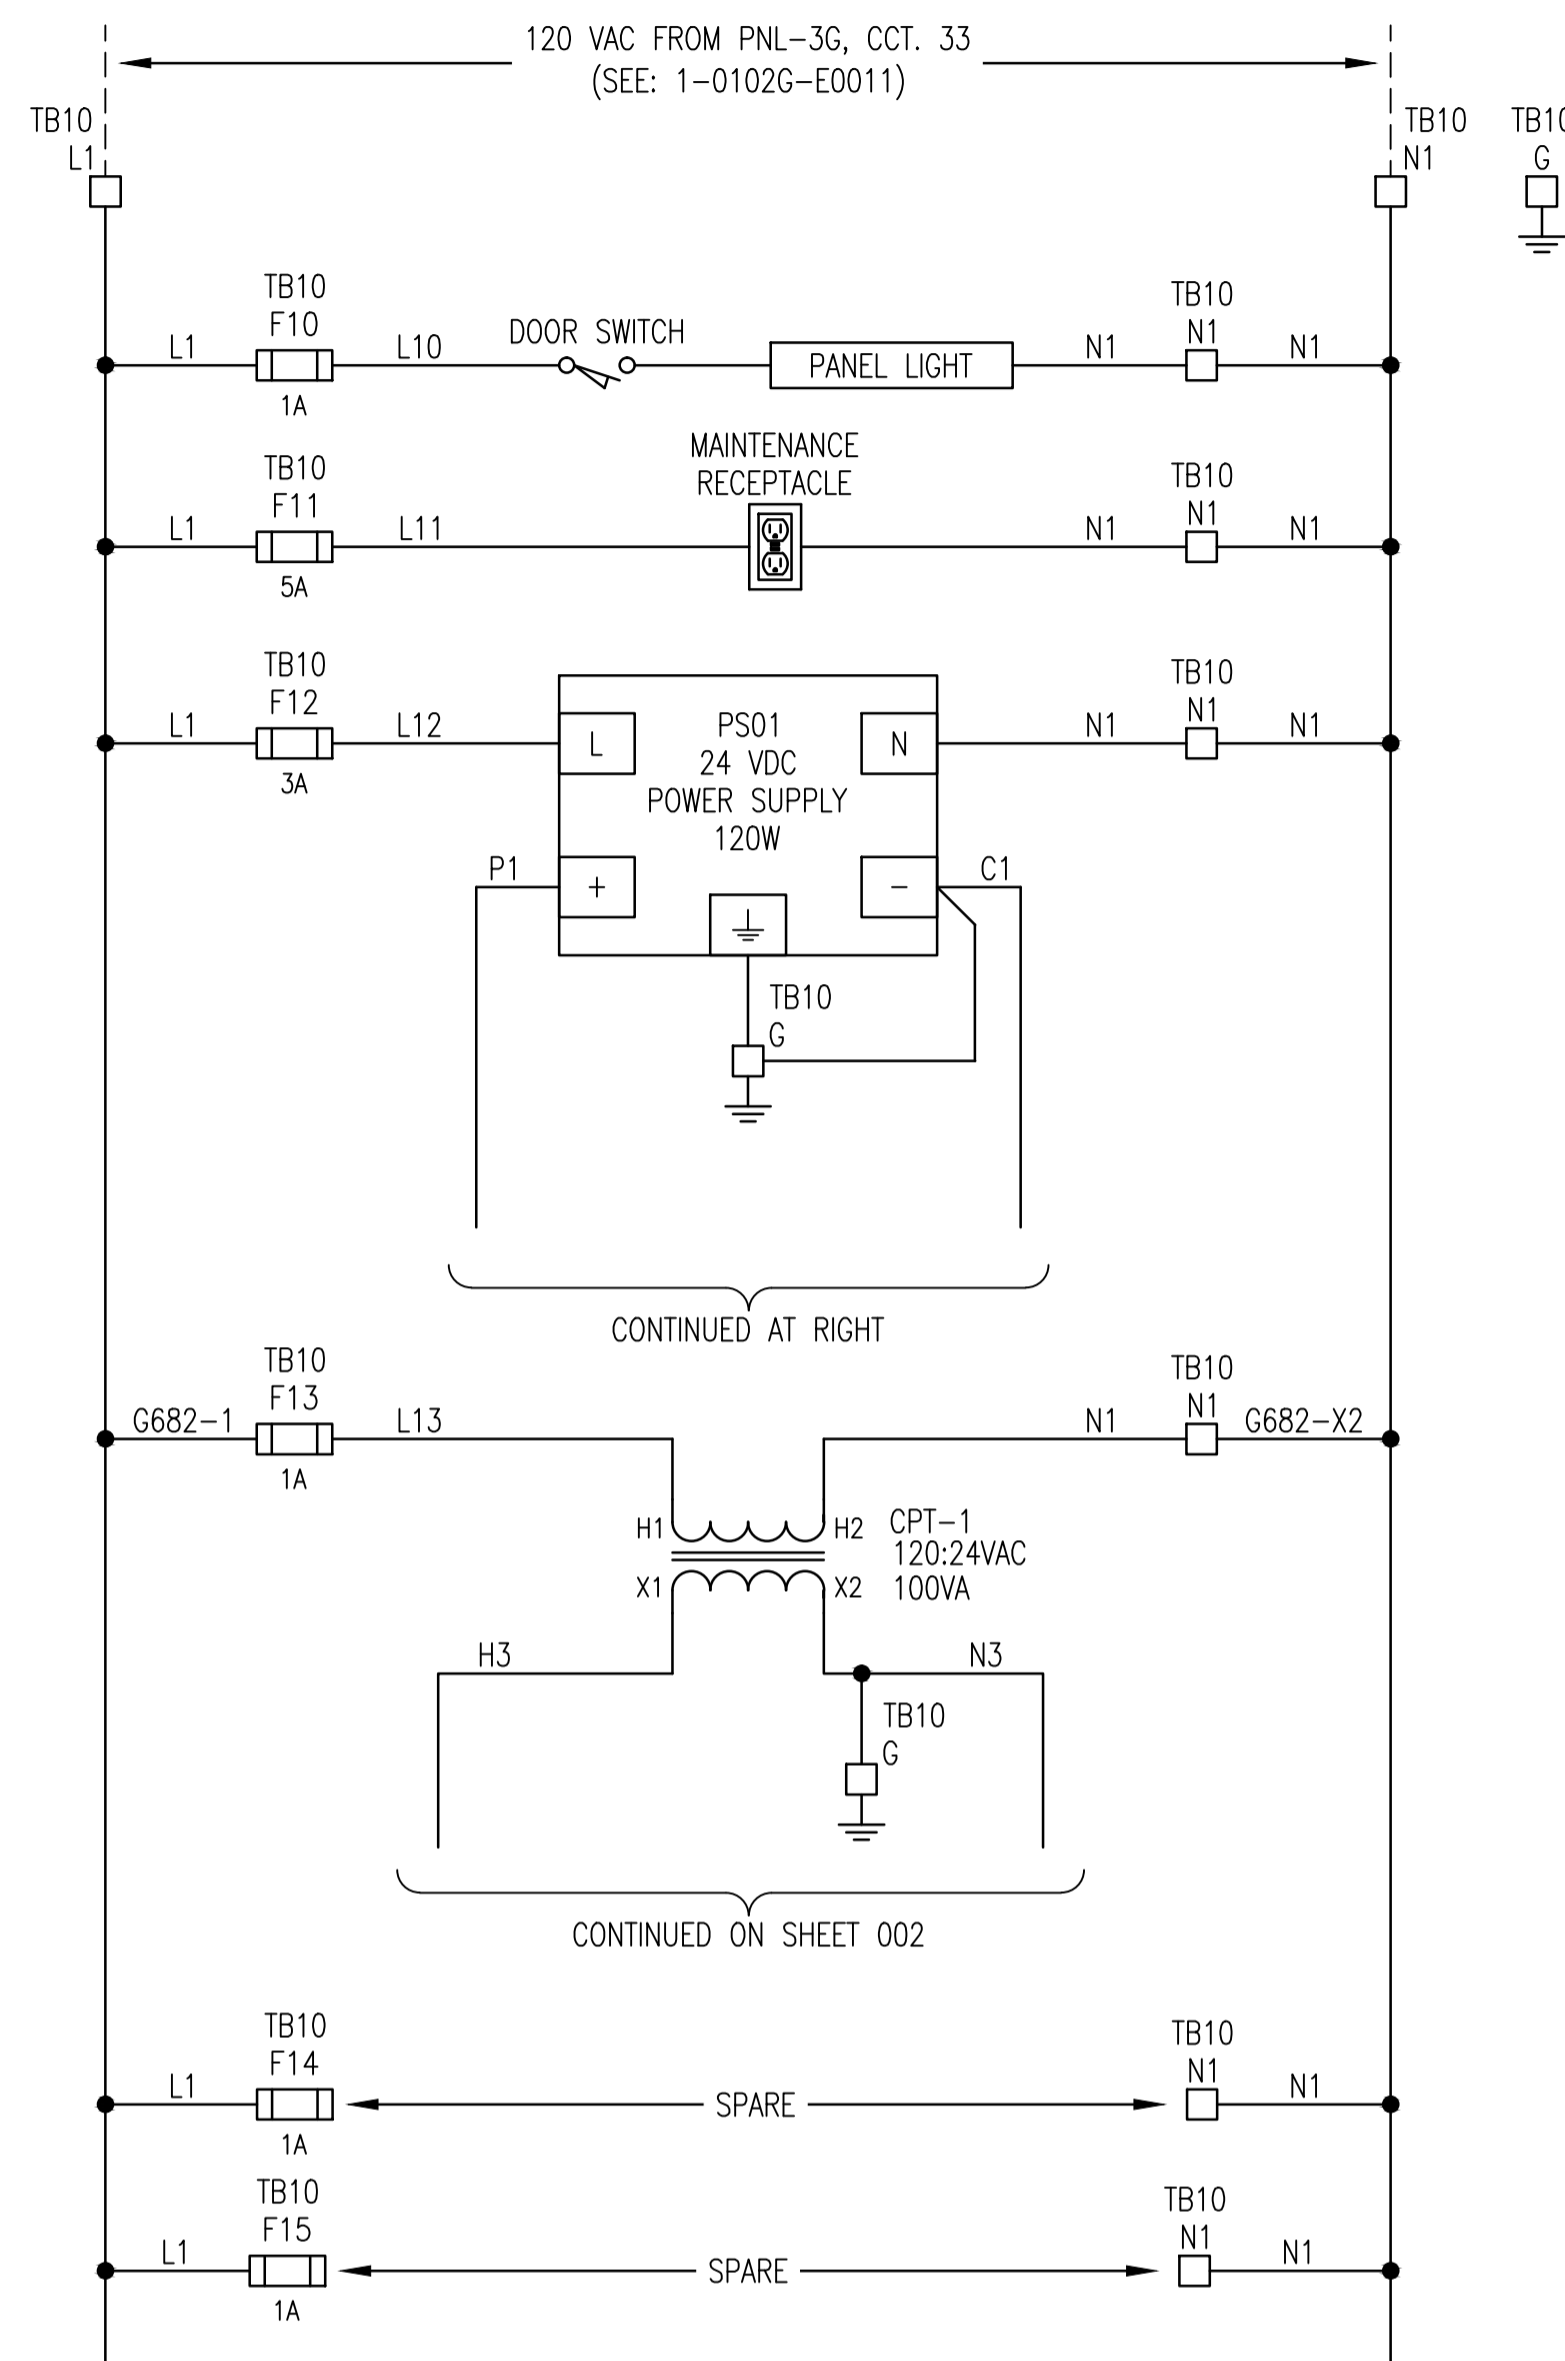 120 VAC FROM PNL-3G, CCT. 33
(SEE: 1-0102G-E0011)
TB10
L1
TB10
N1
TB10
G
TB10
F10
L1
L10
1A
DOOR SWITCH
PANEL LIGHT
N1
TB10
N1
N1
TB10
F11
L1
L11
5A
MAINTENANCE
RECEPTACLE
N1
TB10
N1
N1
TB10
F12
L1
L12
3A
L
PS01
24 VDC
POWER SUPPLY
120W
N
+
-
P1
C1
N1
TB10
N1
N1
TB10
G
CONTINUED AT RIGHT
TB10
F13
G682-1
L13
1A
N1
TB10
N1
G682-X2
H1
H2
CPT-1
120:24VAC
100VA
X1
X2
H3
N3
TB10
G
CONTINUED ON SHEET 002
TB10
F14
L1
1A
SPARE
TB10
N1
N1
TB10
F15
L1
1A
SPARE
TB10
N1
N1